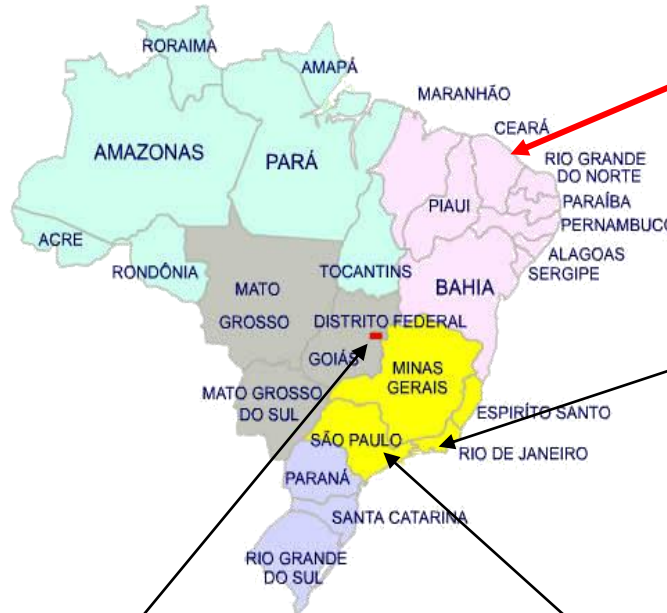 RORAIMA
AMAPÁ
MARANHÃO
CEARÁ
AMAZONAS
PARÁ
RIO GRANDE
DO NORTE
PIAUI
PARAÍBA
PERNAMBUCO
ACRE
RONDÔNIA
TOCANTINS
ALAGOAS
SERGIPE
BAHIA
MATO
GROSSO
DISTRITO FEDERAL
GOIÁS
MINAS
GERAIS
MATO GROSSO
DO SUL
ESPIRÍTO SANTO
SÃO PAULO
RIO DE JANEIRO
PARANÁ
SANTA CATARINA
RIO GRANDE
DO SUL